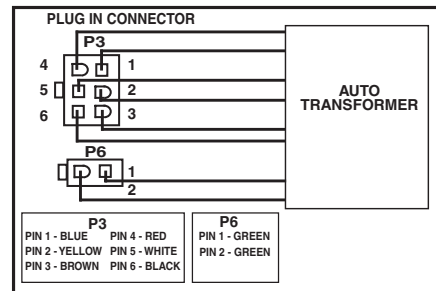 PLUG IN CONNECTOR
P3
4 1
5 2
6 3
AUTO
TRANSFORMER
P6
1
2
P3
PIN 1 - BLUE PIN 4 - RED
PIN 2 - YELLOW PIN 5 - WHITE
PIN 3 - BROWN PIN 6 - BLACK
P6
PIN 1 - GREEN
PIN 2 - GREEN